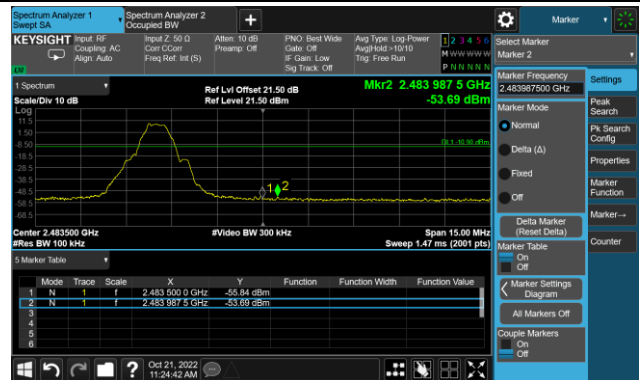 Spectrum Analyzer 1
Swept SA
Spectrum Analyzer 2
Occupied BW
Marker
KEYSIGHT
Input: RF
Coupling: AC
Align: Auto
Input Z: 50 Ω
Corr CCorr
Freq Ref: Int (S)
Atten: 10 dB
Preamp: Off
PNO: Best Wide
Gate: Off
IF Gain: Low
Sig Track: Off
Avg Type: Log-Power
Avg|Hold:>10/10
Trig: Free Run
1 2 3 4 5 6
M W W W W W
P N N N N N
LNI
1 Spectrum
Scale/Div 10 dB
Ref Lvl Offset 21.50 dB
Ref Level 21.50 dBm
Mkr2 2.483 987 5 GHz
-53.69 dBm
Log
11.5
1.50
-8.50
-18.5
-28.5
-38.5
-48.5
-58.5
-68.5
DL1 -10.90 dBm
1
2
Center 2.483500 GHz
#Res BW 100 kHz
#Video BW 300 kHz
Span 15.00 MHz
Sweep 1.47 ms (2001 pts)
5 Marker Table
Mode Trace Scale X Y Function Function Width Function Value
1 N 1 f 2.483 500 0 GHz -55.84 dBm
2 N 1 f 2.483 987 5 GHz -53.69 dBm
3
4
5
6
Oct 21, 2022
11:24:42 AM
Select Marker
Marker 2
Marker Frequency
2.483987500 GHz
Marker Mode
Normal
Delta (Δ)
Fixed
Off
Delta Marker
(Reset Delta)
Marker Table
On
Off
Marker Settings
Diagram
All Markers Off
Couple Markers
On
Off
Settings
Peak
Search
Pk Search
Config
Properties
Marker
Function
Marker→
Counter